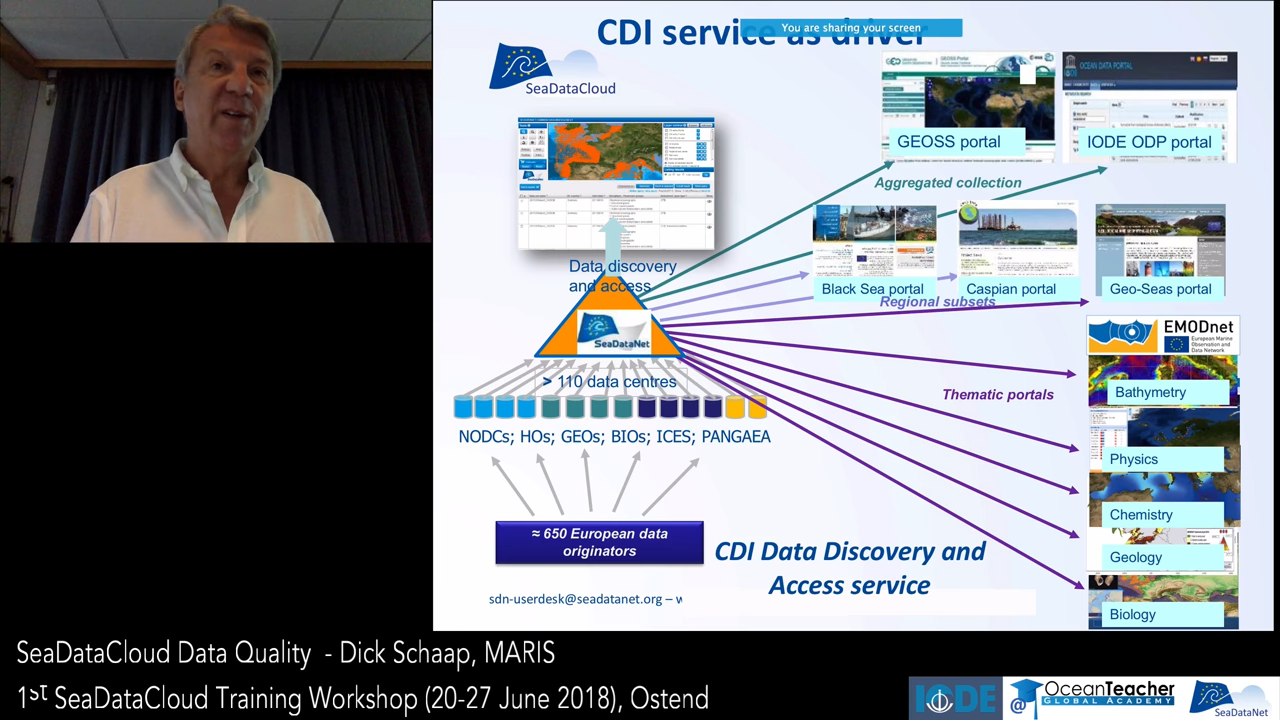 CDI service as driver
You are sharing your screen
SeaDataCloud
GEOSS portal
OCEAN DATA PORTAL
IODE ODP portal
Aggregated collection
Data discovery
and access
Black Sea portal
Caspian portal
Geo-Seas portal
Regional subsets
SeaDataNet
EMODnet
European Marine
Observation and
Data Network
> 110 data centres
Thematic portals
Bathymetry
NODCs; HOs; GEOs; BIOs; ICES; PANGAEA
Physics
Chemistry
≈ 650 European data
originators
CDI Data Discovery and
Access service
Geology
Biology
sdn-userdesk@seadatanet.org – w
SeaDataCloud Data Quality - Dick Schaap, MARIS
1st SeaDataCloud Training Workshop (20-27 June 2018), Ostend
IODE
@ OceanTeacher
GLOBAL ACADEMY
SeaDataNet